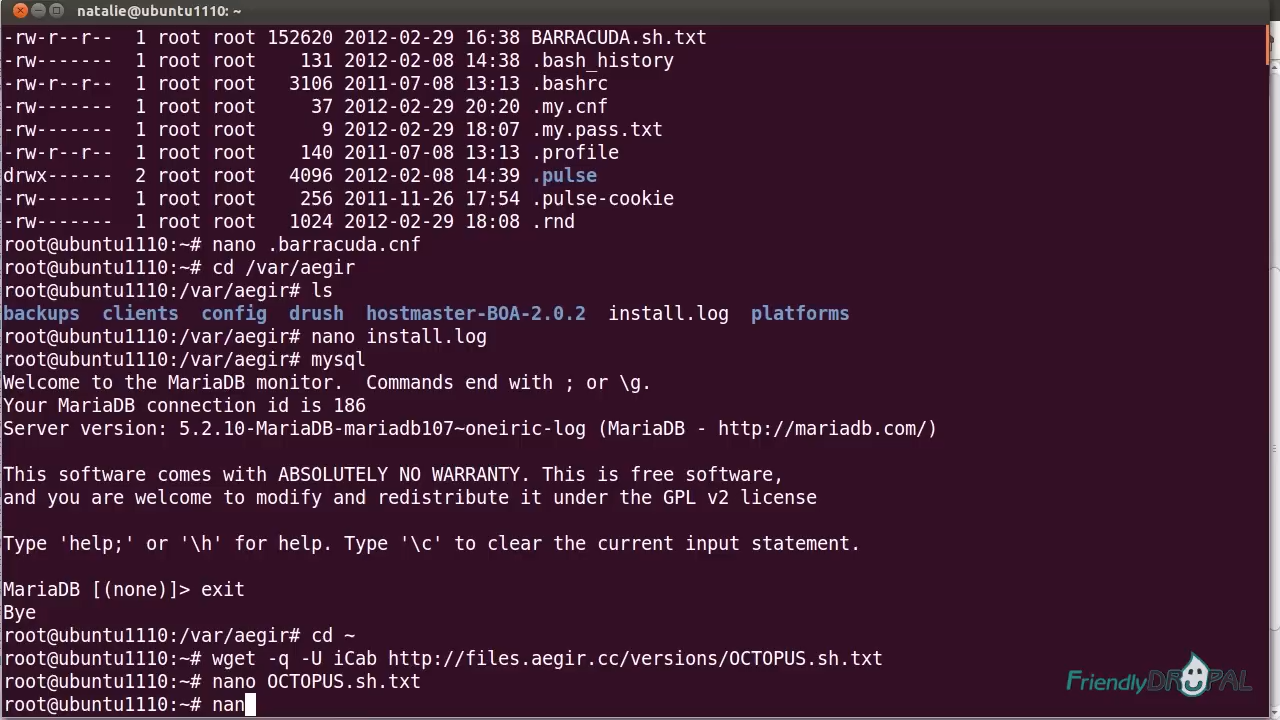 natalie@ubuntu1110: ~
-rw-r--r-- 1 root root 152620 2012-02-29 16:38 BARRACUDA.sh.txt
-rw------- 1 root root 131 2012-02-08 14:38 .bash_history
-rw-r--r-- 1 root root 3106 2011-07-08 13:13 .bashrc
-rw------- 1 root root 37 2012-02-29 20:20 .my.cnf
-rw------- 1 root root 9 2012-02-29 18:07 .my.pass.txt
-rw-r--r-- 1 root root 140 2011-07-08 13:13 .profile
drwx------ 2 root root 4096 2012-02-08 14:39 .pulse
-rw------- 1 root root 256 2011-11-26 17:54 .pulse-cookie
-rw------- 1 root root 1024 2012-02-29 18:08 .rnd
root@ubuntu1110:~# nano .barracuda.cnf
root@ubuntu1110:~# cd /var/aegir
root@ubuntu1110:/var/aegir# ls
backups clients config drush hostmaster-BOA-2.0.2 install.log platforms
root@ubuntu1110:/var/aegir# nano install.log
root@ubuntu1110:/var/aegir# mysql
Welcome to the MariaDB monitor. Commands end with ; or \g.
Your MariaDB connection id is 186
Server version: 5.2.10-MariaDB-mariadb107~oneiric-log (MariaDB - http://mariadb.com/)
This software comes with ABSOLUTELY NO WARRANTY. This is free software,
and you are welcome to modify and redistribute it under the GPL v2 license
Type 'help;' or '\h' for help. Type '\c' to clear the current input statement.
MariaDB [(none)]> exit
Bye
root@ubuntu1110:/var/aegir# cd ~
root@ubuntu1110:~# wget -q -U iCab http://files.aegir.cc/versions/OCTOPUS.sh.txt
root@ubuntu1110:~# nano OCTOPUS.sh.txt
root@ubuntu1110:~# nan
FriendlyDRUPAL